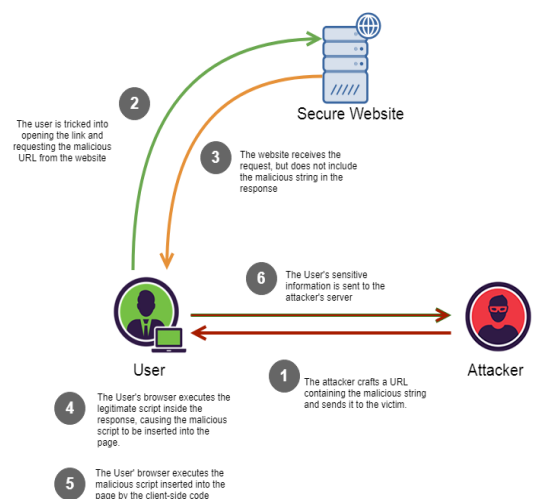 Secure Website
2
The user is tricked into
opening the link and
requesting the malicious
URL from the website
3
The website receives the
request, but does not include
the malicious string in the
response
6
The User's sensitive
information is sent to the
attacker's server
User
Attacker
1
The attacker crafts a URL
containing the malicious string
and sends it to the victim.
4
The User's browser executes the
legitimate script inside the
response, causing the malicious
script to be inserted into the
page.
5
The User' browser executes the
malicious script inserted into the
page by the client-side code